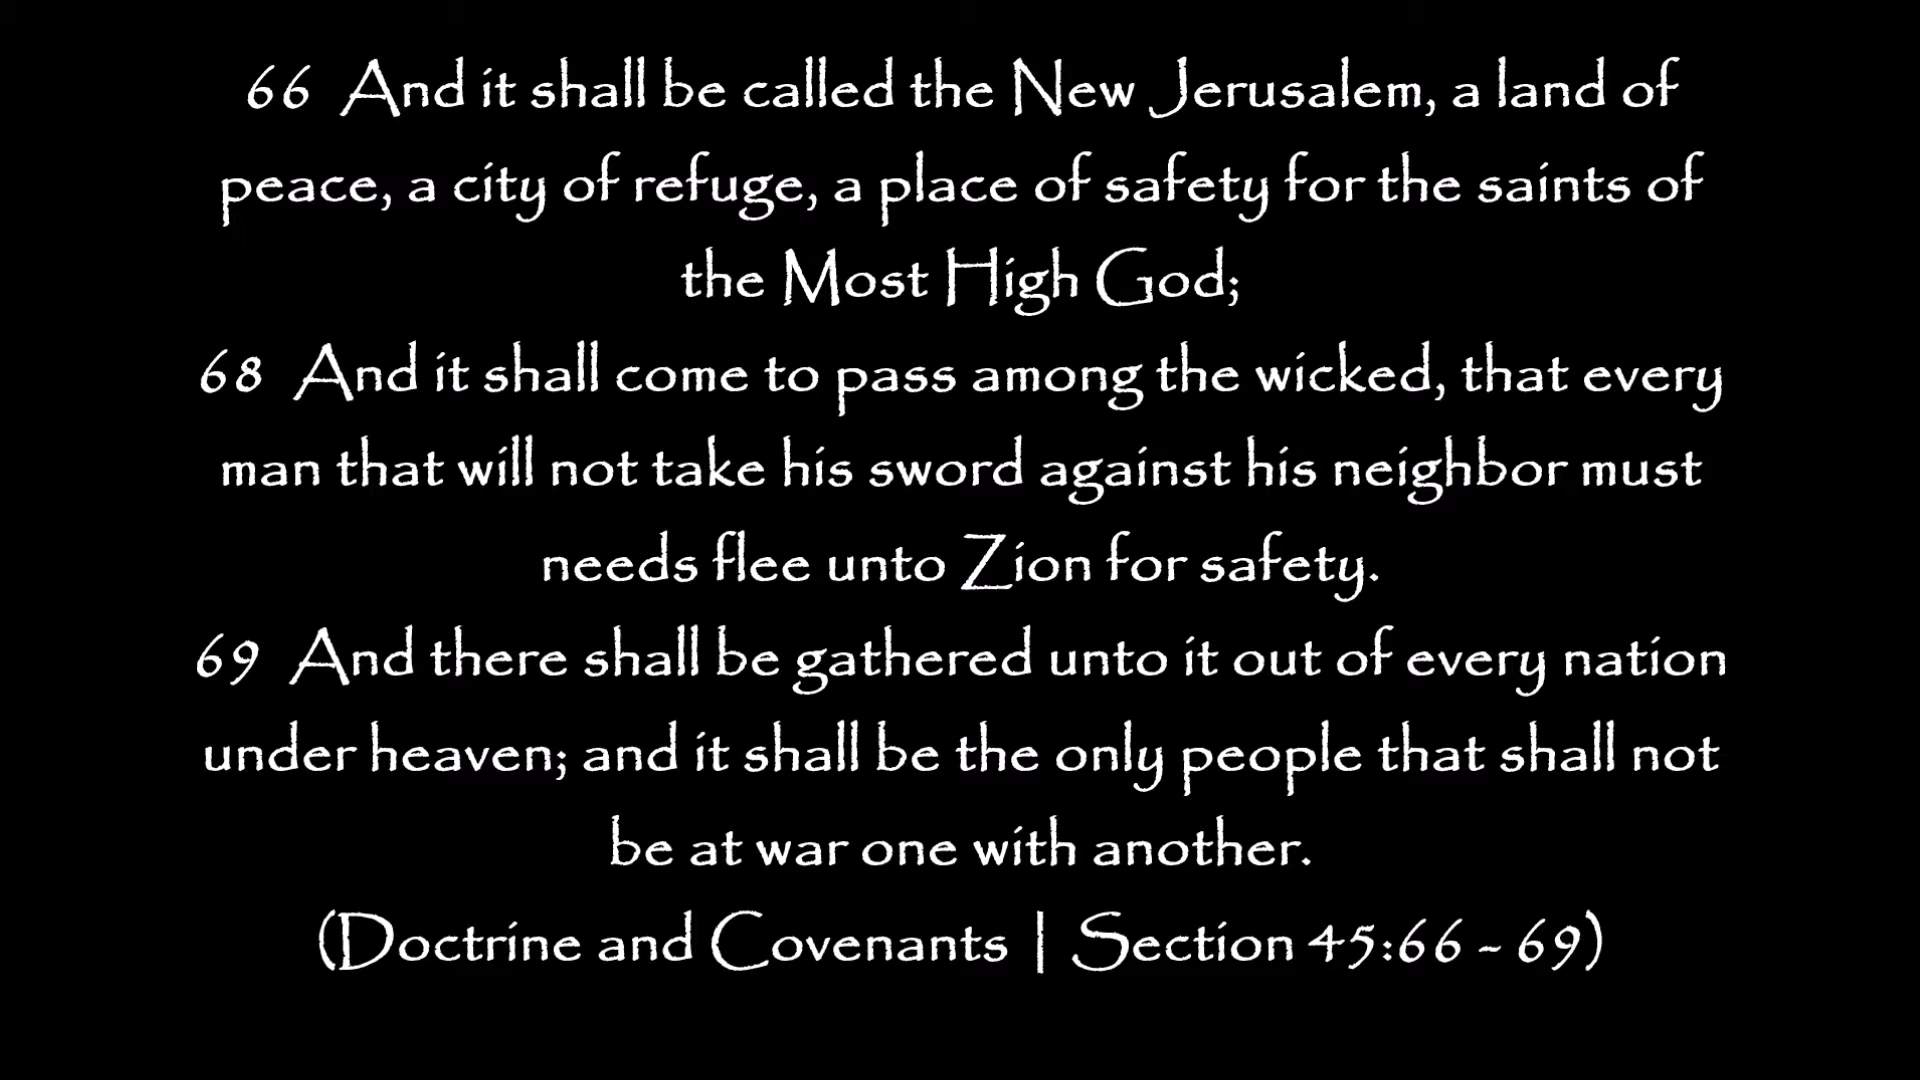 66 And it shall be called the New Jerusalem, a land of
peace, a city of refuge, a place of safety for the saints of
the Most High God;
68 And it shall come to pass among the wicked, that every
man that will not take his sword against his neighbor must
needs flee unto Zion for safety.
69 And there shall be gathered unto it out of every nation
under heaven; and it shall be the only people that shall not
be at war one with another.
(Doctrine and Covenants | Section 45:66 - 69)